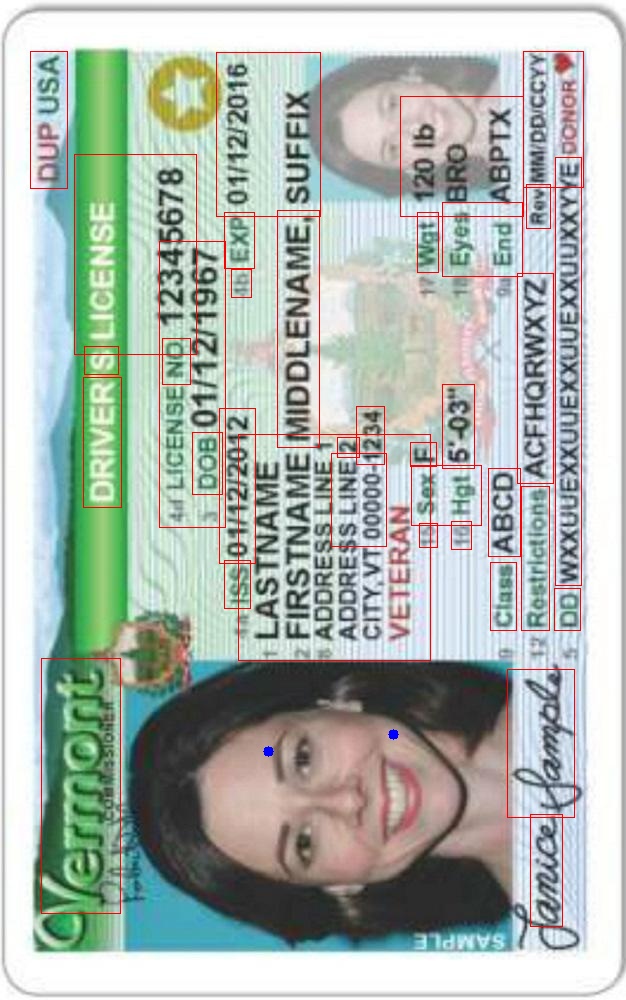 Vermont
DUP USA
COMMISSIONER
DRIVER'S LICENSE
4d LICENSE NO. 12345678
3 DOB 01/12/1967
4a ISS 01/12/2012 4b EXP 01/12/2016
1 LASTNAME
2 FIRSTNAME MIDDLENAME, SUFFIX
8 ADDRESS LINE 1
ADDRESS LINE 2
CITY, VT 00000-1234
VETERAN
15 Sex F 17 Wgt 120 lb
16 Hgt 5'-03" 18 Eyes BRO
9 Class ABCD 9a End ABPTX
12 Restrictions ACFHQRWXYZ Rev MM/DD/CCYY
5 DD WXXUUEXXUUEXXUUEXXUUXXYYE DONOR
SAMPLE
Janice Sample